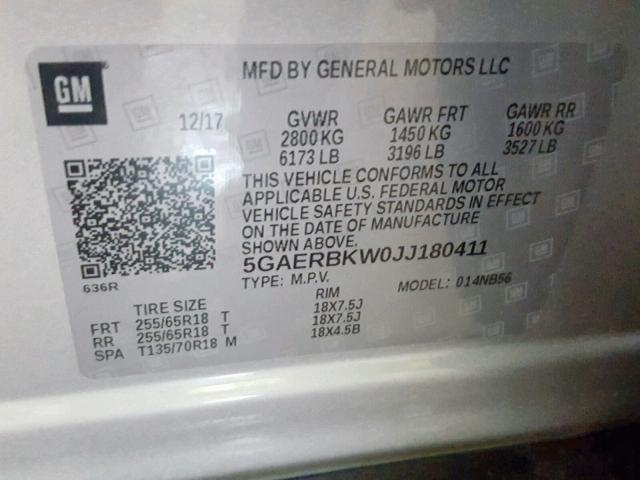 GM
MFD BY GENERAL MOTORS LLC
12/17
GVWR GAWR FRT GAWR RR
2800 KG 1450 KG 1600 KG
6173 LB 3196 LB 3527 LB
THIS VEHICLE CONFORMS TO ALL
APPLICABLE U.S. FEDERAL MOTOR
VEHICLE SAFETY STANDARDS IN EFFECT
ON THE DATE OF MANUFACTURE
SHOWN ABOVE.
5GAERBKW0JJ180411
636R
TYPE: M.P.V. MODEL: 014NB56
TIRE SIZE RIM
FRT 255/65R18 T 18X7.5J
RR 255/65R18 T 18X7.5J
SPA T135/70R18 M 18X4.5B